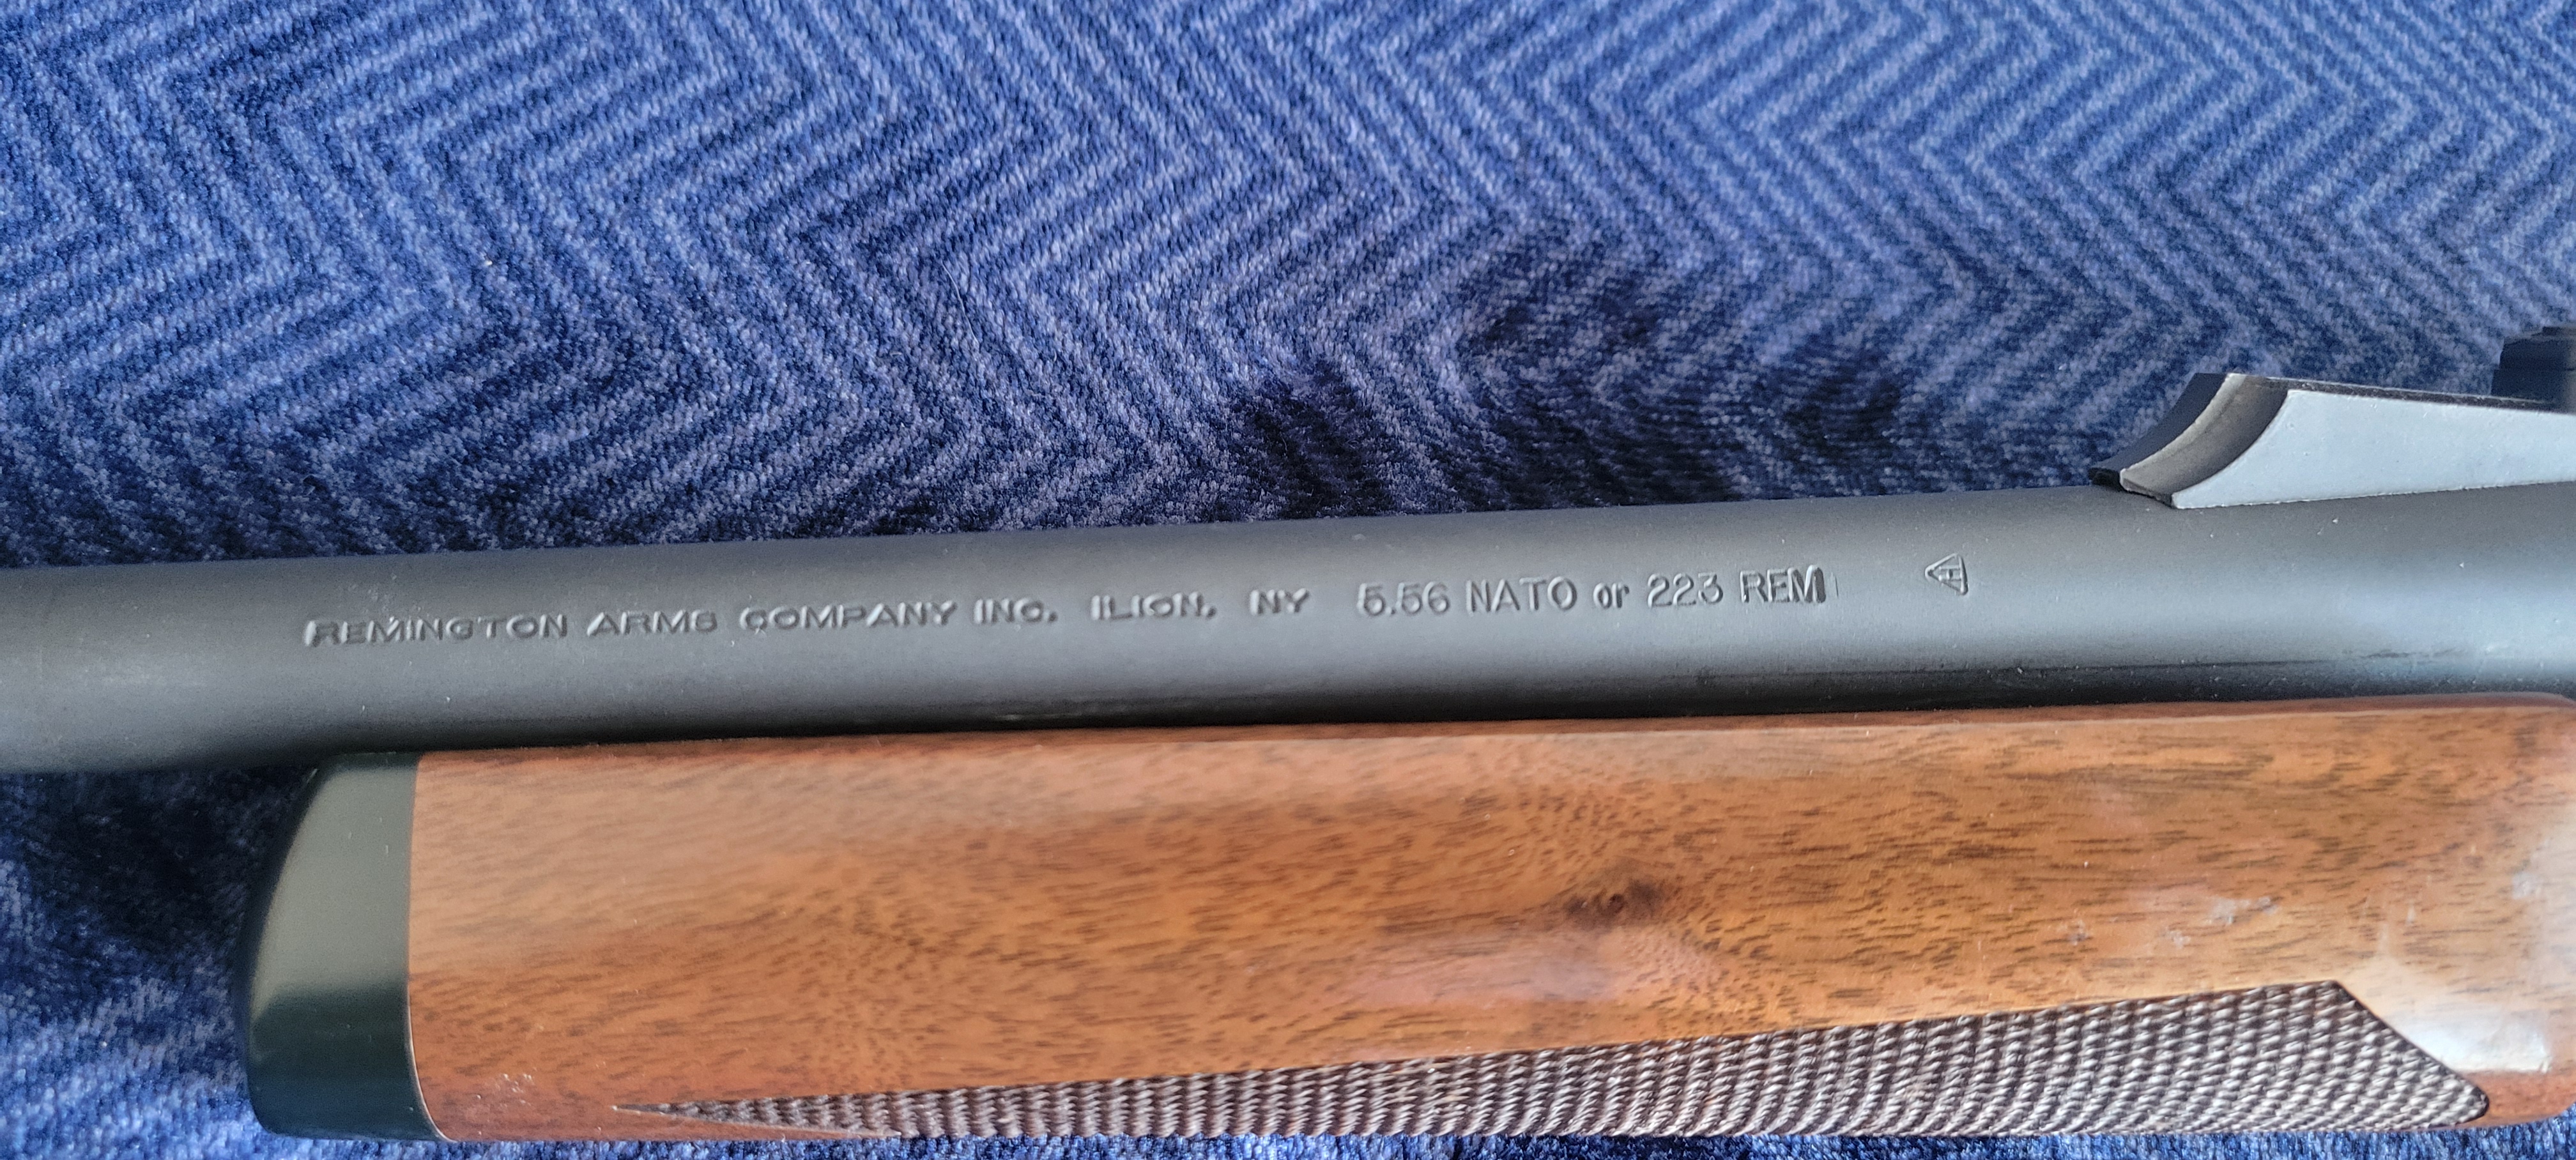 REMINGTON ARMS COMPANY INC. ILION, NY 5.56 NATO or 223 REM